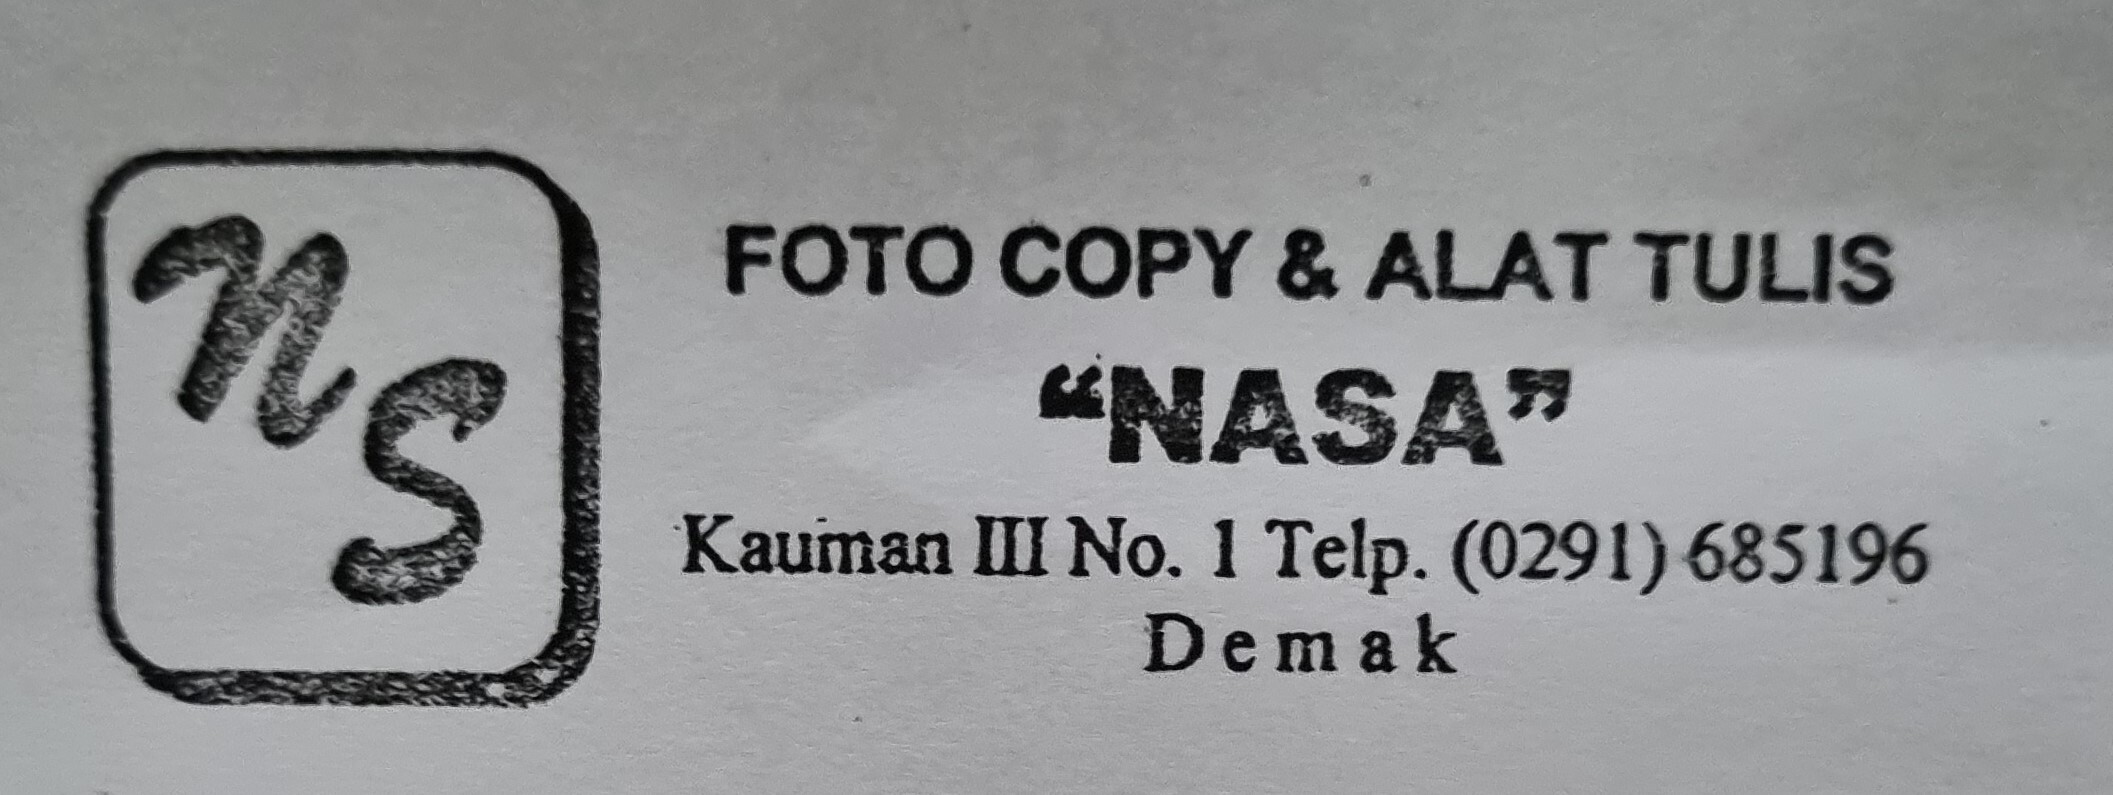 NS
FOTO COPY & ALAT TULIS
“NASA”
Kauman III No. 1 Telp. (0291) 685196
Demak